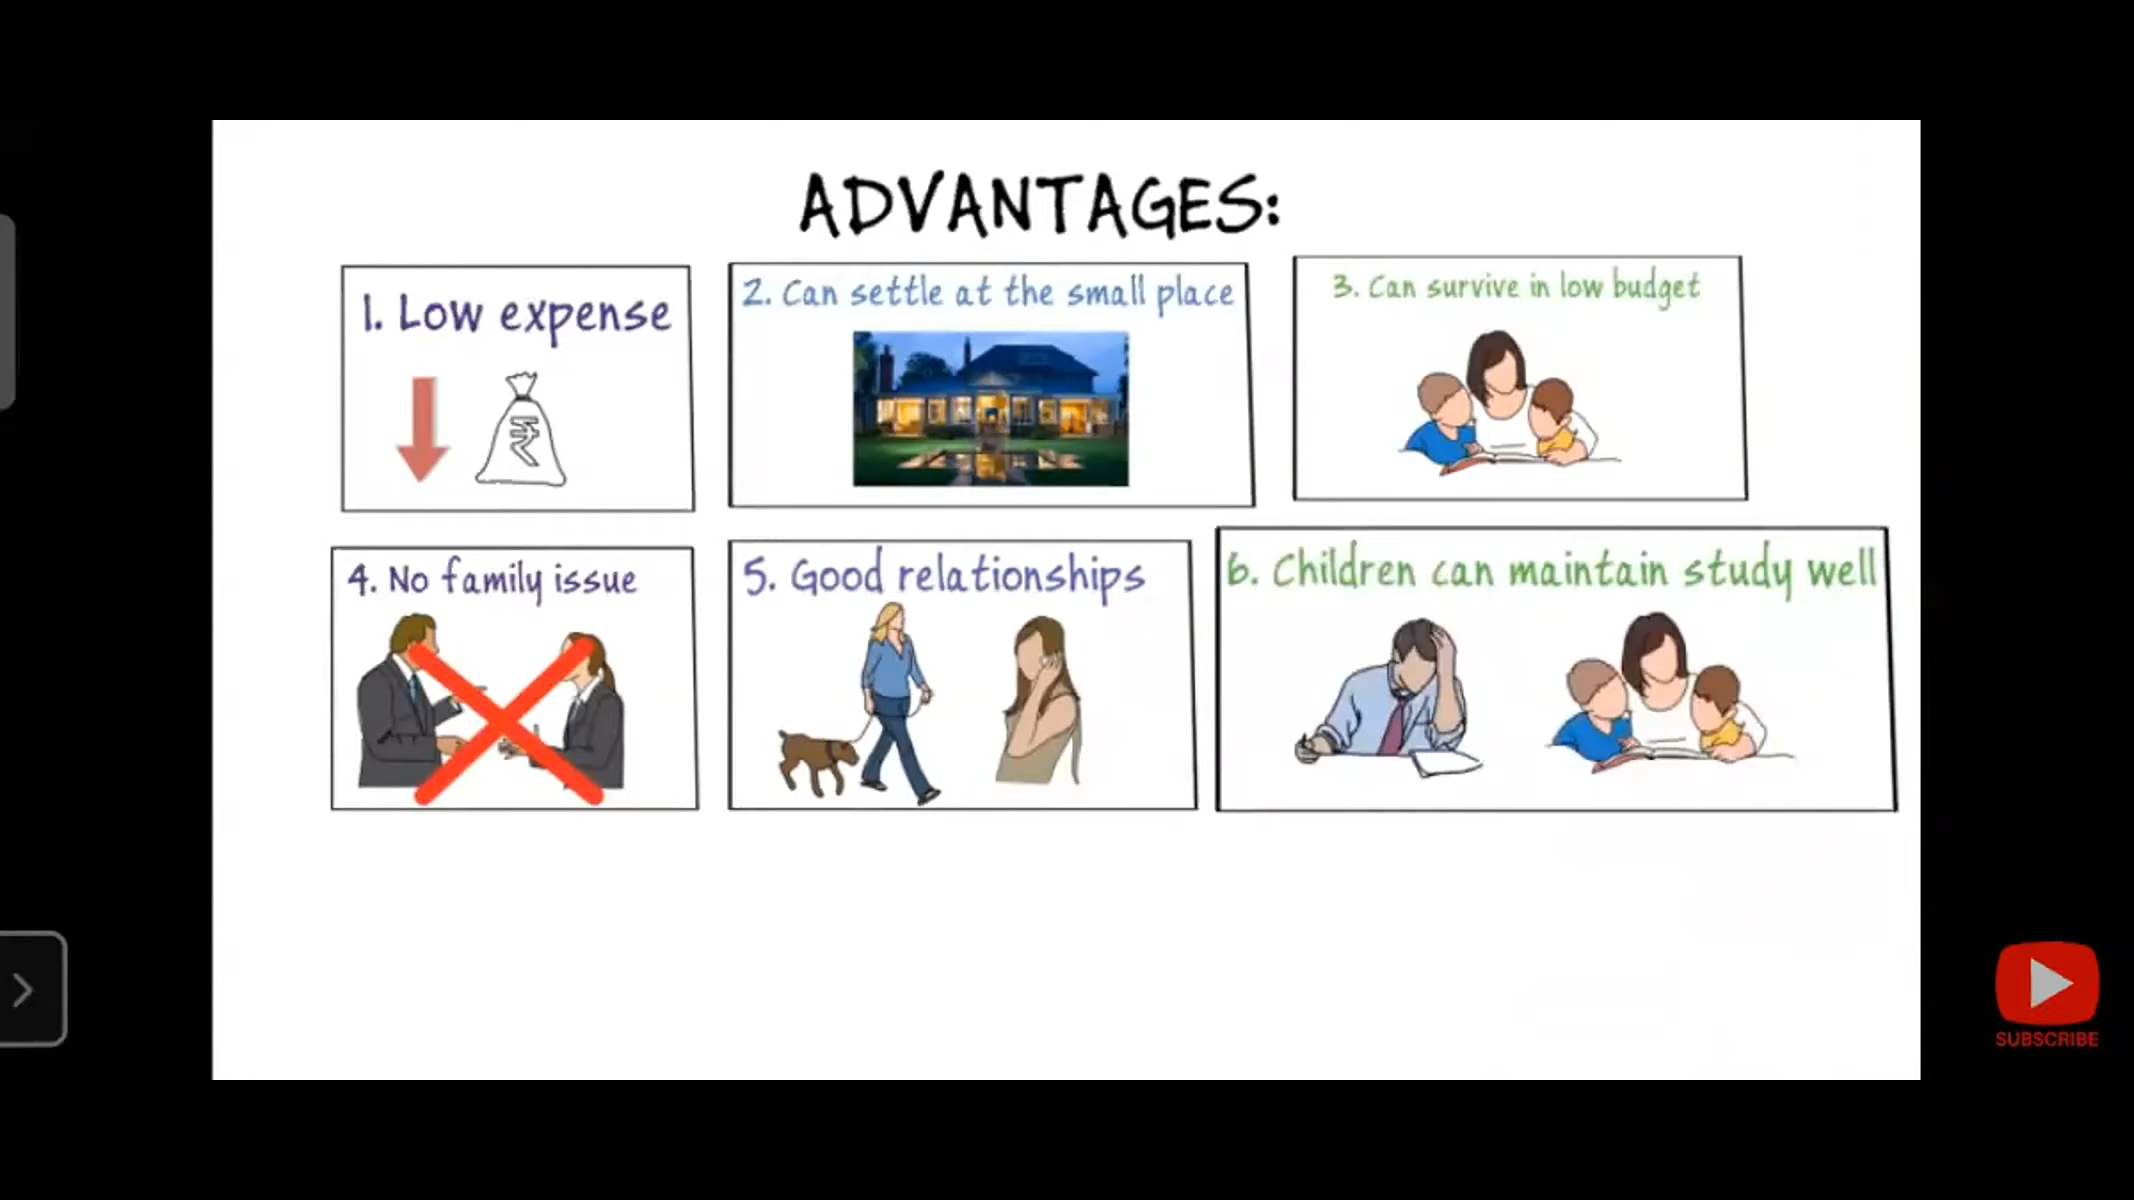 ADVANTAGES:
1. Low expense
2. Can settle at the small place
3. Can survive in low budget
4. No family issue
5. Good relationships
6. Children can maintain study well
₹
SUBSCRIBE